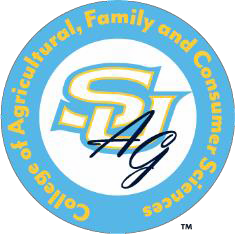 College of Agricultural, Family and Consumer Sciences
SU
AG
TM